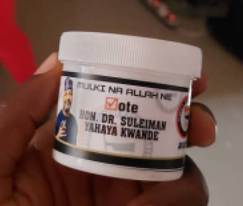 MULKI NA ALLAH NE
Vote
HON. DR. SULEIMAN
YAHAYA KWANDE